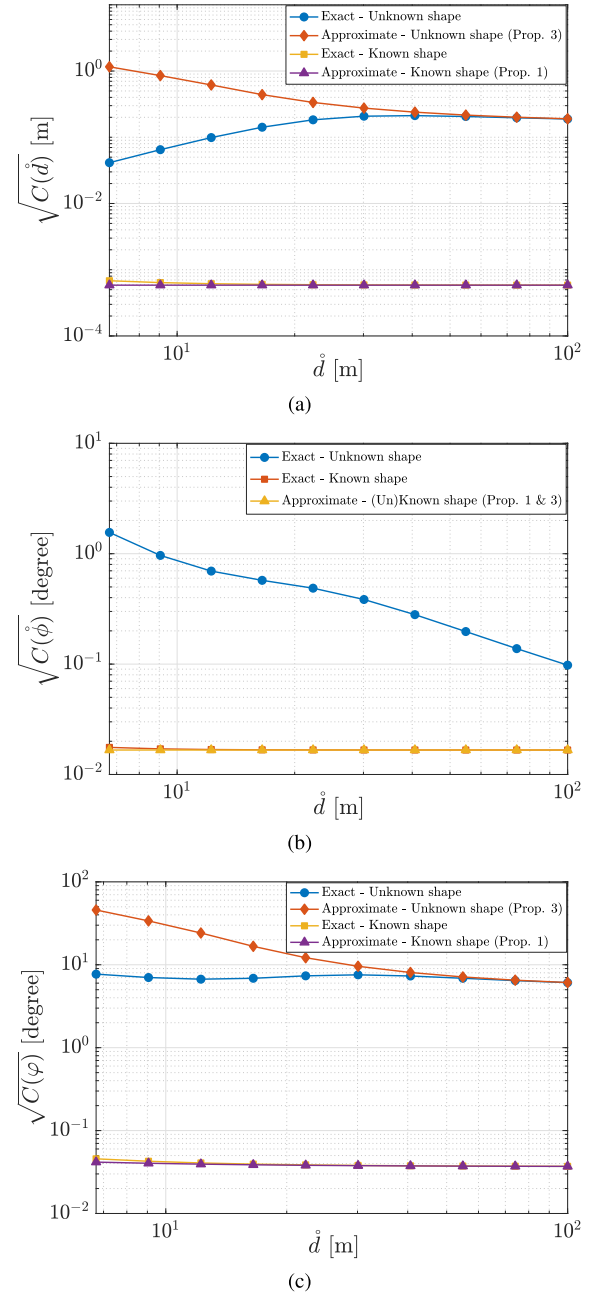 Exact - Unknown shape
Approximate - Unknown shape (Prop. 3)
Exact - Known shape
Approximate - Known shape (Prop. 1)
10^0
10^-2
10^-4
√C(d̊) [m]
10^1
10^2
d̊ [m]
(a)
Exact - Unknown shape
Exact - Known shape
Approximate - (Un)Known shape (Prop. 1 & 3)
10^1
10^0
10^-1
10^-2
√C(ϕ̊) [degree]
10^1
10^2
d̊ [m]
(b)
Exact - Unknown shape
Approximate - Unknown shape (Prop. 3)
Exact - Known shape
Approximate - Known shape (Prop. 1)
10^2
10^1
10^0
10^-1
10^-2
√C(φ) [degree]
10^1
10^2
d̊ [m]
(c)